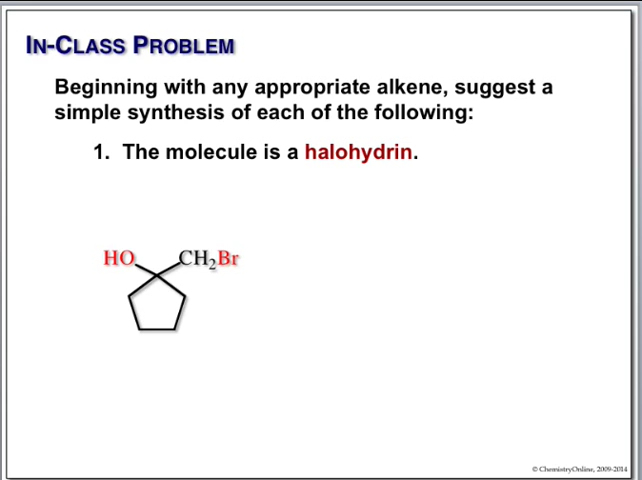 IN-CLASS PROBLEM
Beginning with any appropriate alkene, suggest a
simple synthesis of each of the following:
1. The molecule is a halohydrin.
HO CH₂Br
© ChemistryOnline, 2009-2014